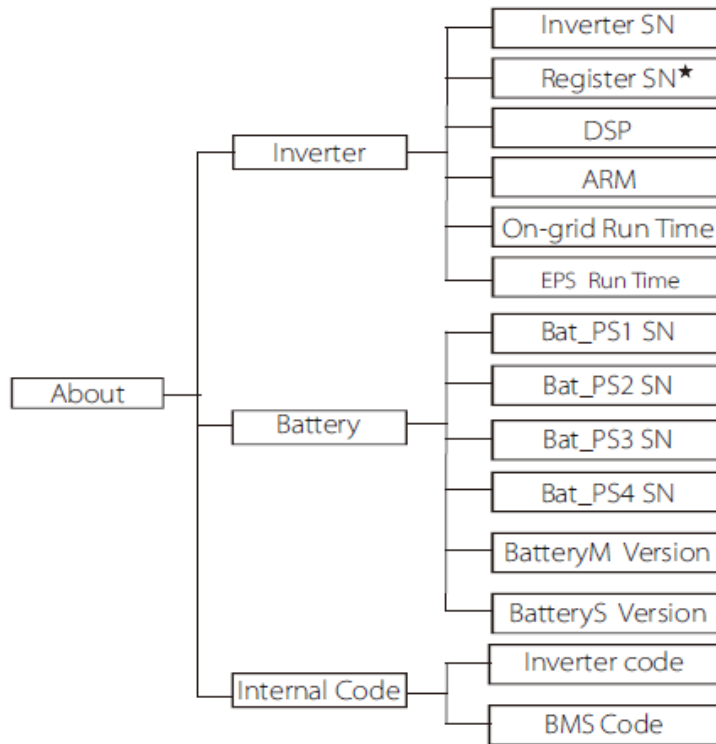 Inverter SN
Register SN★
DSP
Inverter
ARM
On-grid Run Time
EPS Run Time
Bat_PS1 SN
Bat_PS2 SN
About
Battery
Bat_PS3 SN
Bat_PS4 SN
BatteryM Version
BatteryS Version
Inverter code
Internal Code
BMS Code